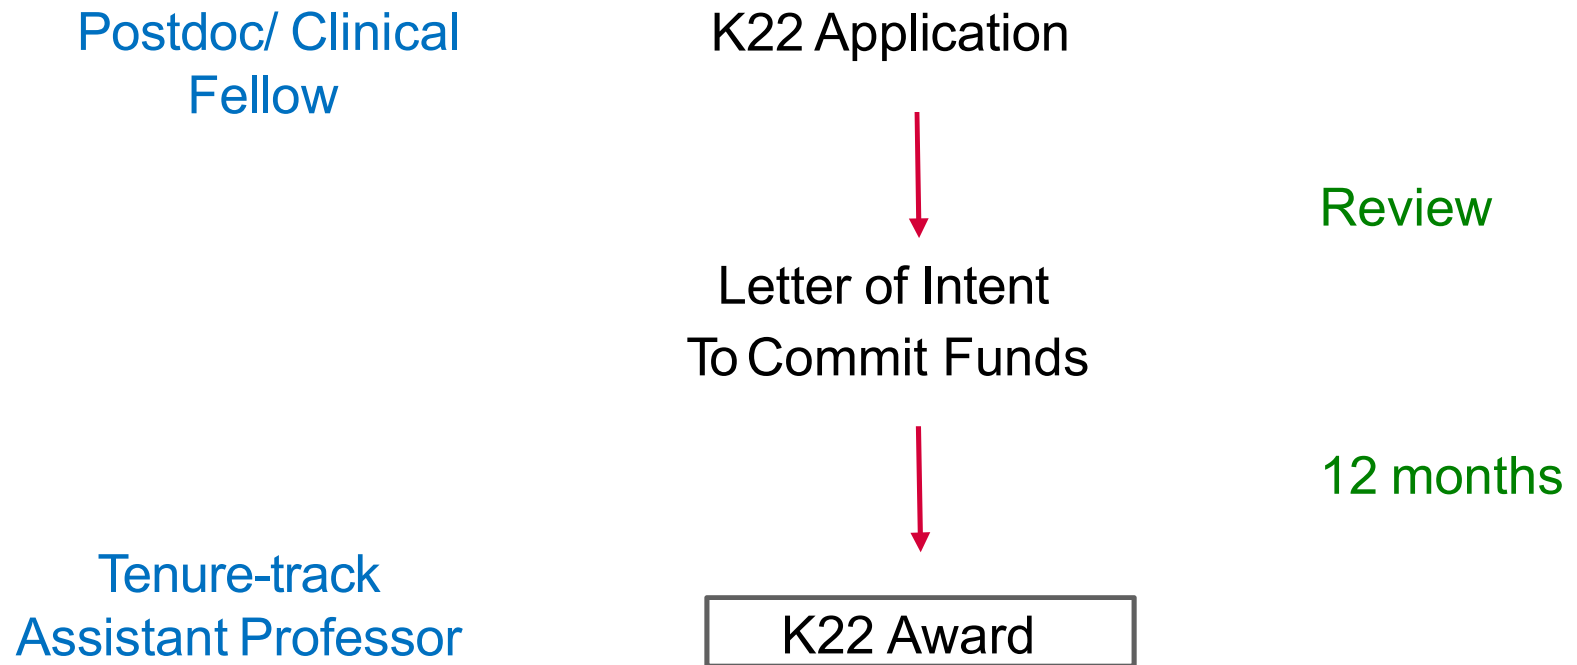 Postdoc/ Clinical
Fellow
K22 Application
Review
Letter of Intent
To Commit Funds
12 months
Tenure-track
Assistant Professor
K22 Award